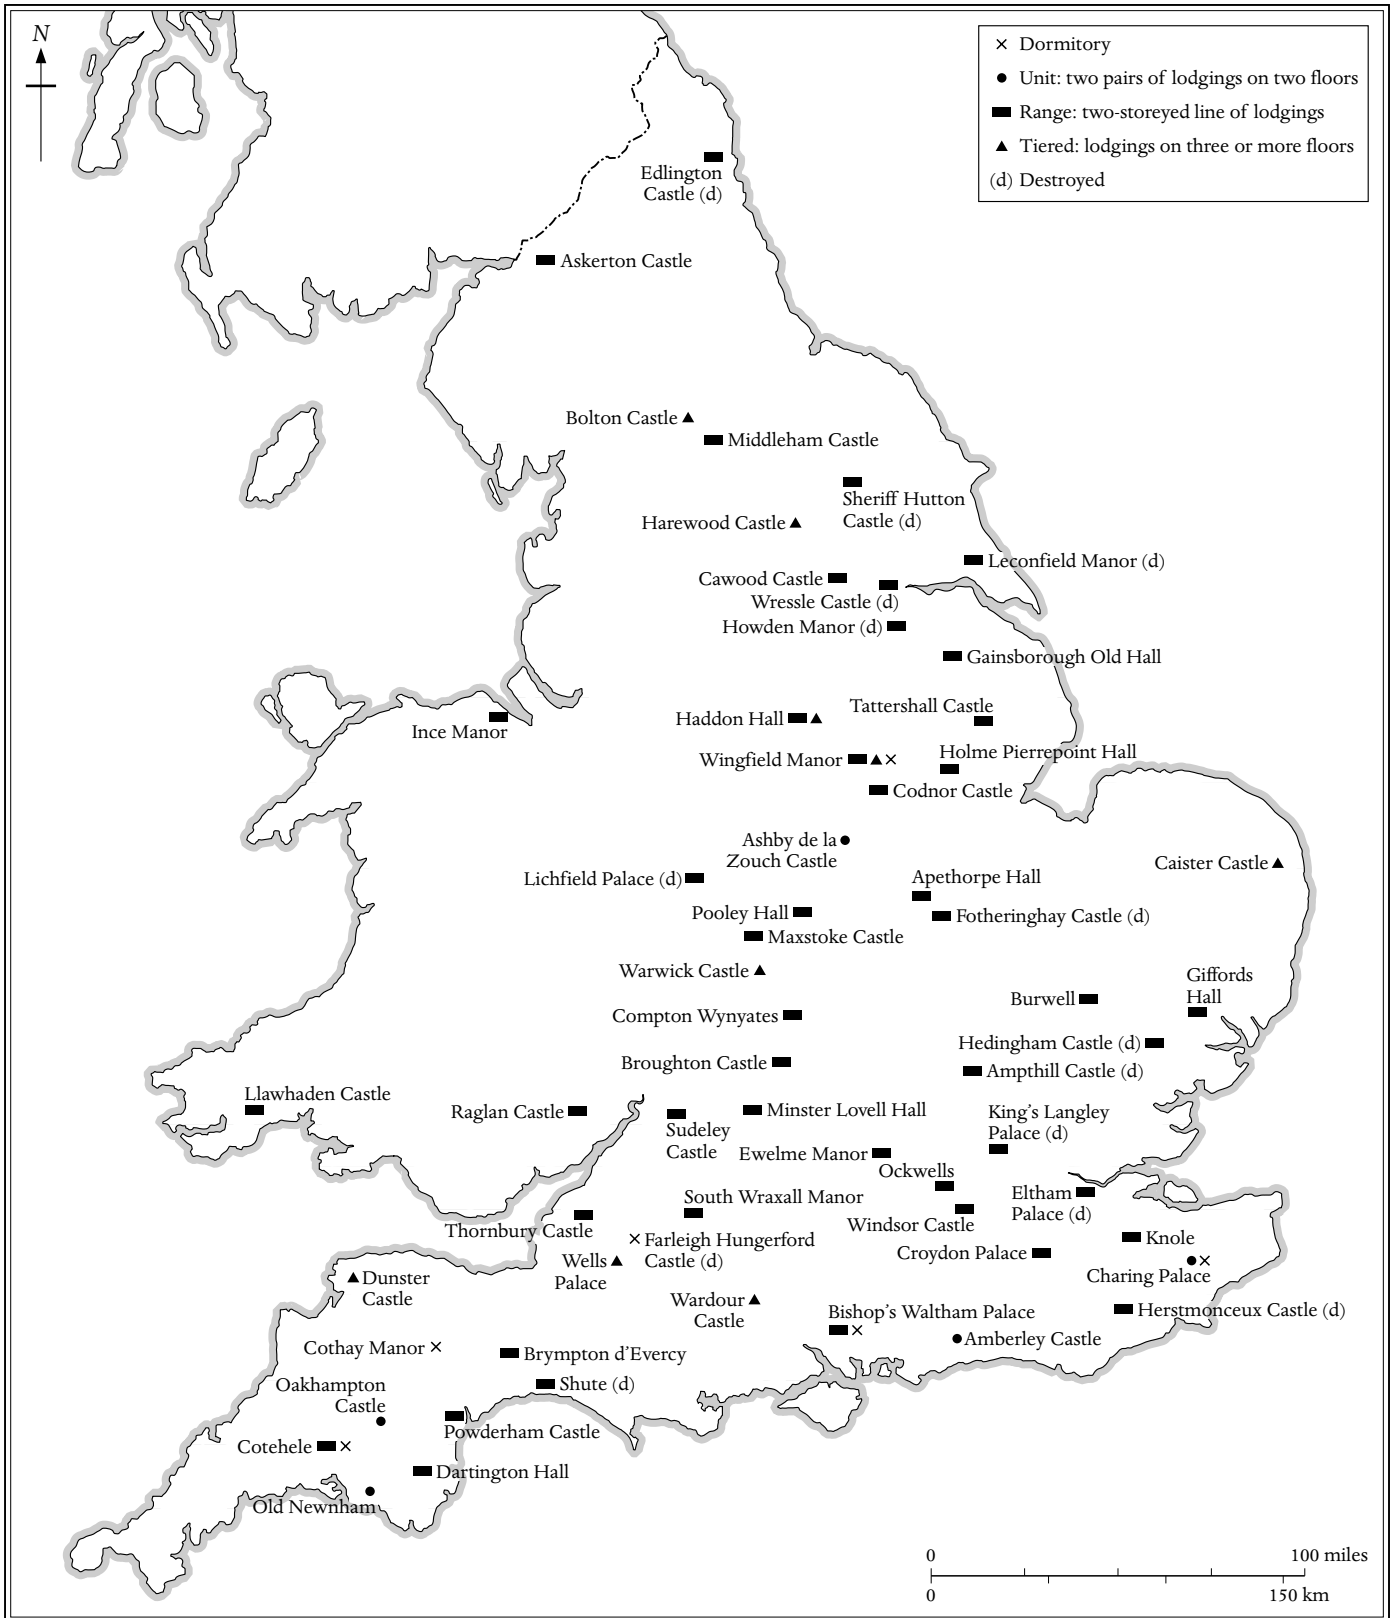 N
× Dormitory
● Unit: two pairs of lodgings on two floors
■ Range: two-storeyed line of lodgings
▲ Tiered: lodgings on three or more floors
(d) Destroyed
Edlington
Castle (d)
Askerton Castle
Bolton Castle
Middleham Castle
Sheriff Hutton
Castle (d)
Harewood Castle
Leconfield Manor (d)
Cawood Castle
Wressle Castle (d)
Howden Manor (d)
Gainsborough Old Hall
Tattershall Castle
Haddon Hall
Ince Manor
Holme Pierrepoint Hall
Wingfield Manor
Codnor Castle
Ashby de la
Zouch Castle
Caister Castle
Lichfield Palace (d)
Apethorpe Hall
Pooley Hall
Fotheringhay Castle (d)
Maxstoke Castle
Warwick Castle
Giffords
Hall
Burwell
Compton Wynyates
Hedingham Castle (d)
Broughton Castle
Ampthill Castle (d)
Llawhaden Castle
Raglan Castle
Sudeley
Castle
Minster Lovell Hall
King's Langley
Palace (d)
Ewelme Manor
Ockwells
Eltham
Palace (d)
South Wraxall Manor
Windsor Castle
Thornbury Castle
Farleigh Hungerford
Castle (d)
Knole
Croydon Palace
Wells
Palace
Charing Palace
Dunster
Castle
Wardour
Castle
Bishop's Waltham Palace
Herstmonceux Castle (d)
Amberley Castle
Cothay Manor
Brympton d'Evercy
Oakhampton
Castle
Shute (d)
Powderham Castle
Cotehele
Dartington Hall
Old Newnham
0 100 miles
0 150 km